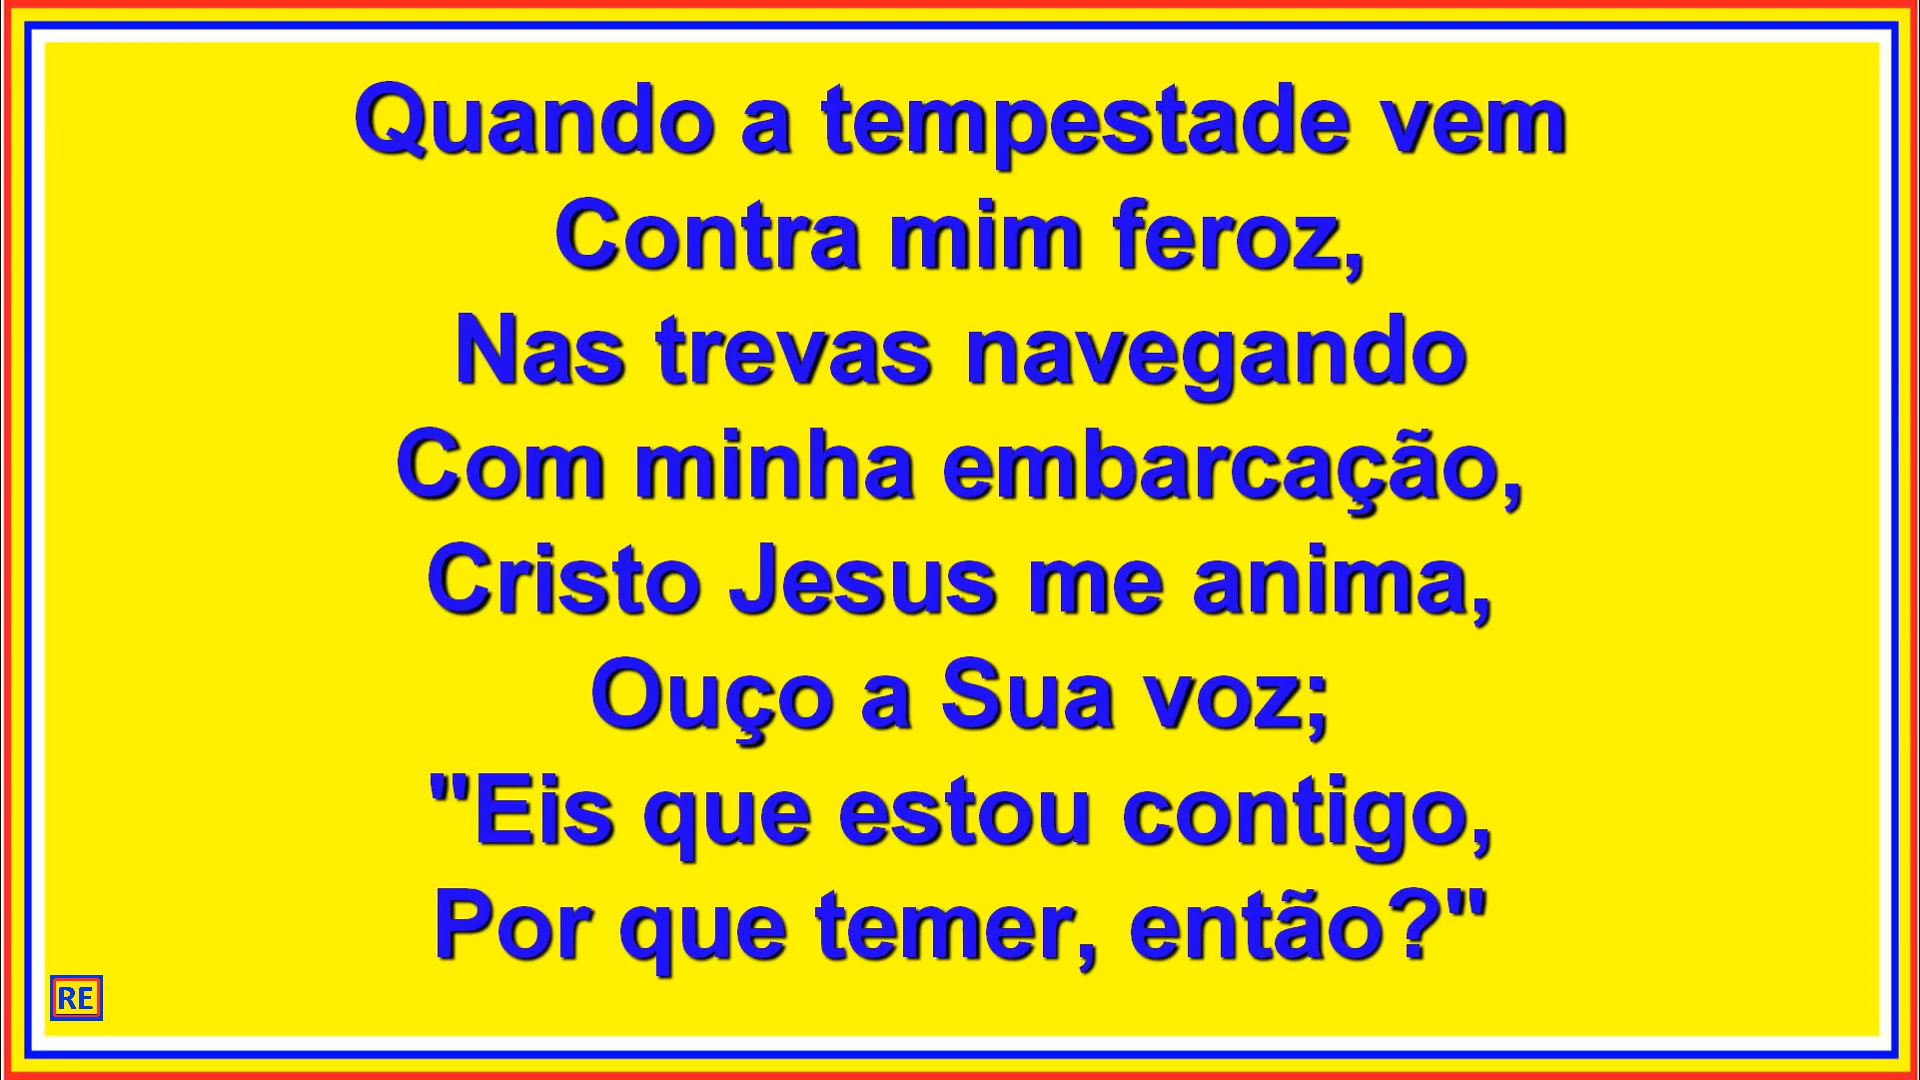 Quando a tempestade vem
Contra mim feroz,
Nas trevas navegando
Com minha embarcação,
Cristo Jesus me anima,
Ouço a Sua voz;
"Eis que estou contigo,
Por que temer, então?"
RE